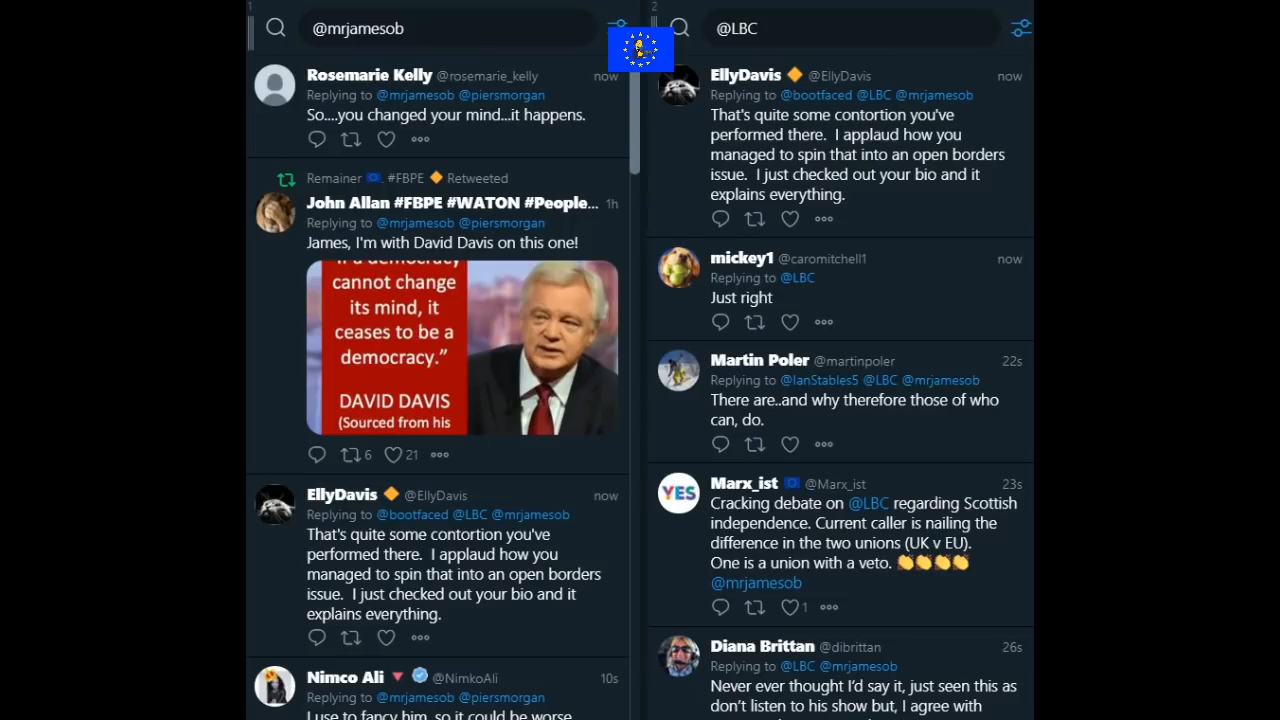 1
@mrjamesob
Rosemarie Kelly @rosemarie_kelly now
Replying to @mrjamesob @piersmorgan
So....you changed your mind...it happens.
Remainer #FBPE Retweeted
John Allan #FBPE #WATON #People... 1h
Replying to @mrjamesob @piersmorgan
James, I'm with David Davis on this one!
cannot change
its mind, it
ceases to be a
democracy.”
DAVID DAVIS
(Sourced from his
6 21
EllyDavis @EllyDavis now
Replying to @bootfaced @LBC @mrjamesob
That's quite some contortion you've
performed there. I applaud how you
managed to spin that into an open borders
issue. I just checked out your bio and it
explains everything.
Nimco Ali @NimkoAli 10s
Replying to @mrjamesob @piersmorgan
I use to fancy him, so it could be worse
2
@LBC
EllyDavis @EllyDavis now
Replying to @bootfaced @LBC @mrjamesob
That's quite some contortion you've
performed there. I applaud how you
managed to spin that into an open borders
issue. I just checked out your bio and it
explains everything.
mickey1 @caromitchell1 now
Replying to @LBC
Just right
Martin Poler @martinpoler 22s
Replying to @IanStables5 @LBC @mrjamesob
There are..and why therefore those of who
can, do.
YES
Marx_ist @Marx_ist 23s
Cracking debate on @LBC regarding Scottish
independence. Current caller is nailing the
difference in the two unions (UK v EU).
One is a union with a veto. 👏👏👏👏
@mrjamesob
1
Diana Brittan @dibrittan 26s
Replying to @LBC @mrjamesob
Never ever thought I'd say it, just seen this as
don't listen to his show but, I agree with